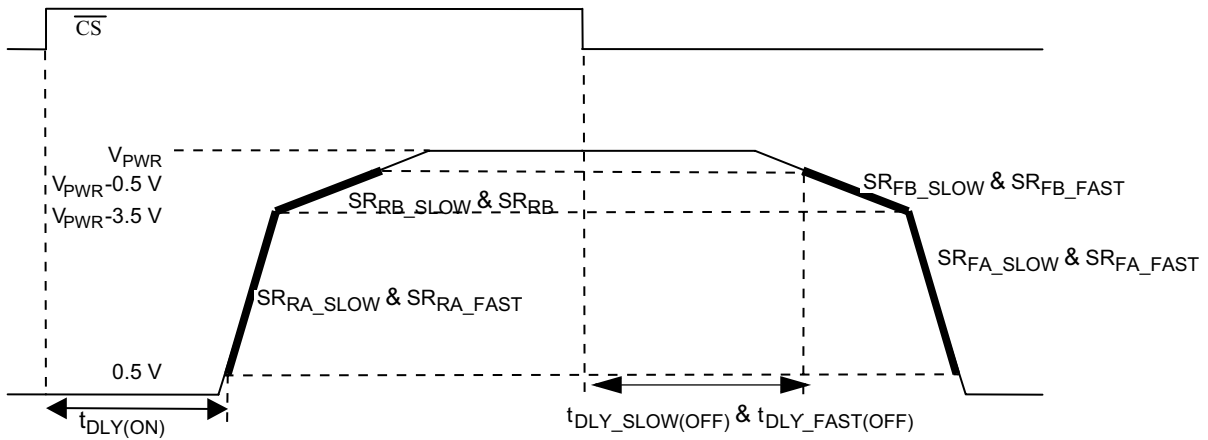 CS
VPWR
VPWR-0.5 V
VPWR-3.5 V
SRFB_SLOW & SRFB_FAST
SRRB_SLOW & SRRB
SRFA_SLOW & SRFA_FAST
SRRA_SLOW & SRRA_FAST
0.5 V
tDLY(ON)
tDLY_SLOW(OFF) & tDLY_FAST(OFF)